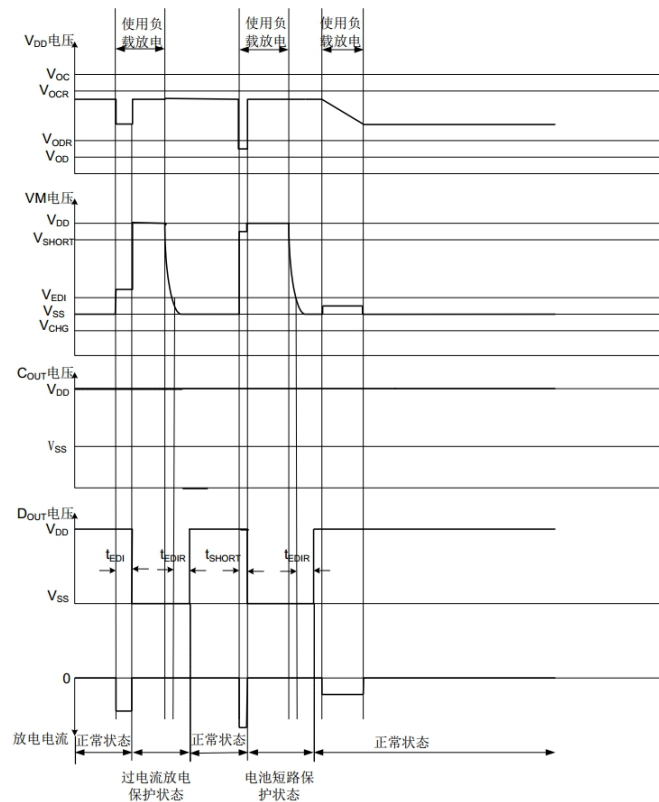 使用负
载放电
使用负
载放电
使用负
载放电
VDD电压
VOC
VOCR
VODR
VOD
VM电压
VDD
VSHORT
VEDI
VSS
VCHG
COUT电压
VDD
VSS
DOUT电压
VDD
tEDI
tEDIR
tSHORT
tEDIR
VSS
0
放电电流
正常状态
正常状态
正常状态
过电流放电
保护状态
电池短路保
护状态